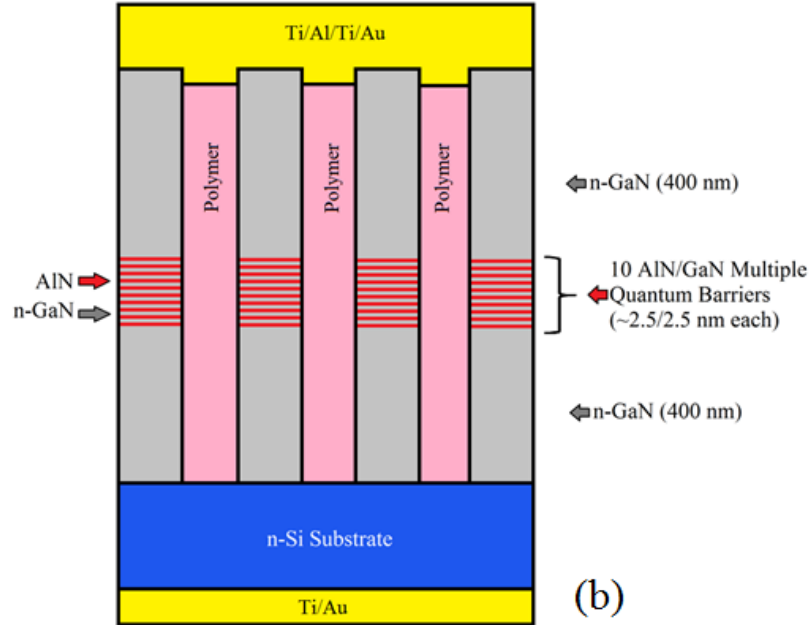 Ti/Al/Ti/Au
Polymer
Polymer
Polymer
n-GaN (400 nm)
AlN
n-GaN
10 AlN/GaN Multiple
Quantum Barriers
(~2.5/2.5 nm each)
n-GaN (400 nm)
n-Si Substrate
Ti/Au
(b)